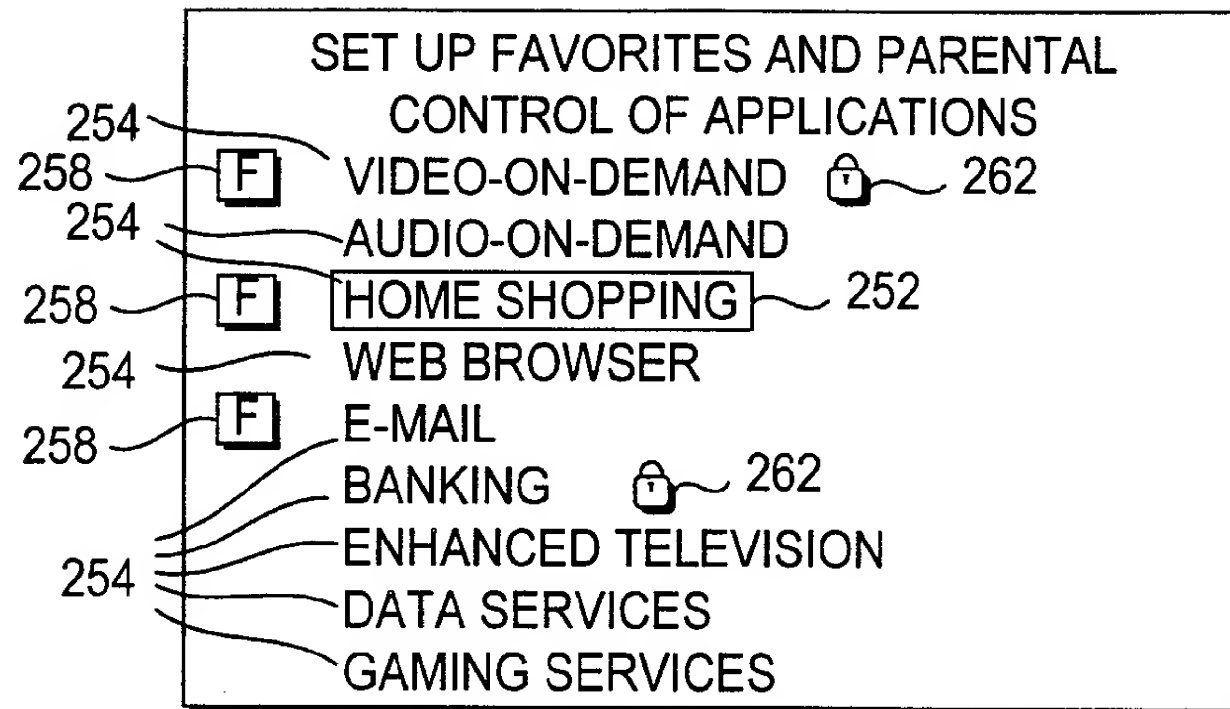 SET UP FAVORITES AND PARENTAL
CONTROL OF APPLICATIONS
254
258 F VIDEO-ON-DEMAND 262
254 AUDIO-ON-DEMAND
258 F HOME SHOPPING 252
254 WEB BROWSER
258 F E-MAIL
BANKING 262
254 ENHANCED TELEVISION
DATA SERVICES
GAMING SERVICES